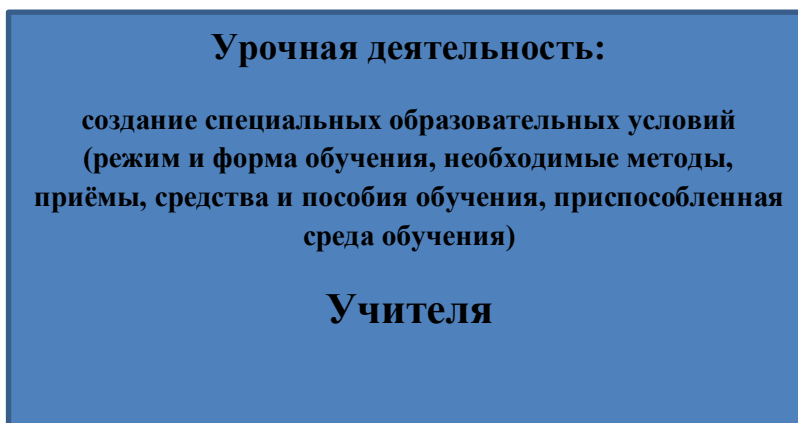 Урочная деятельность:
создание специальных образовательных условий
(режим и форма обучения, необходимые методы,
приёмы, средства и пособия обучения, приспособленная
среда обучения)
Учителя